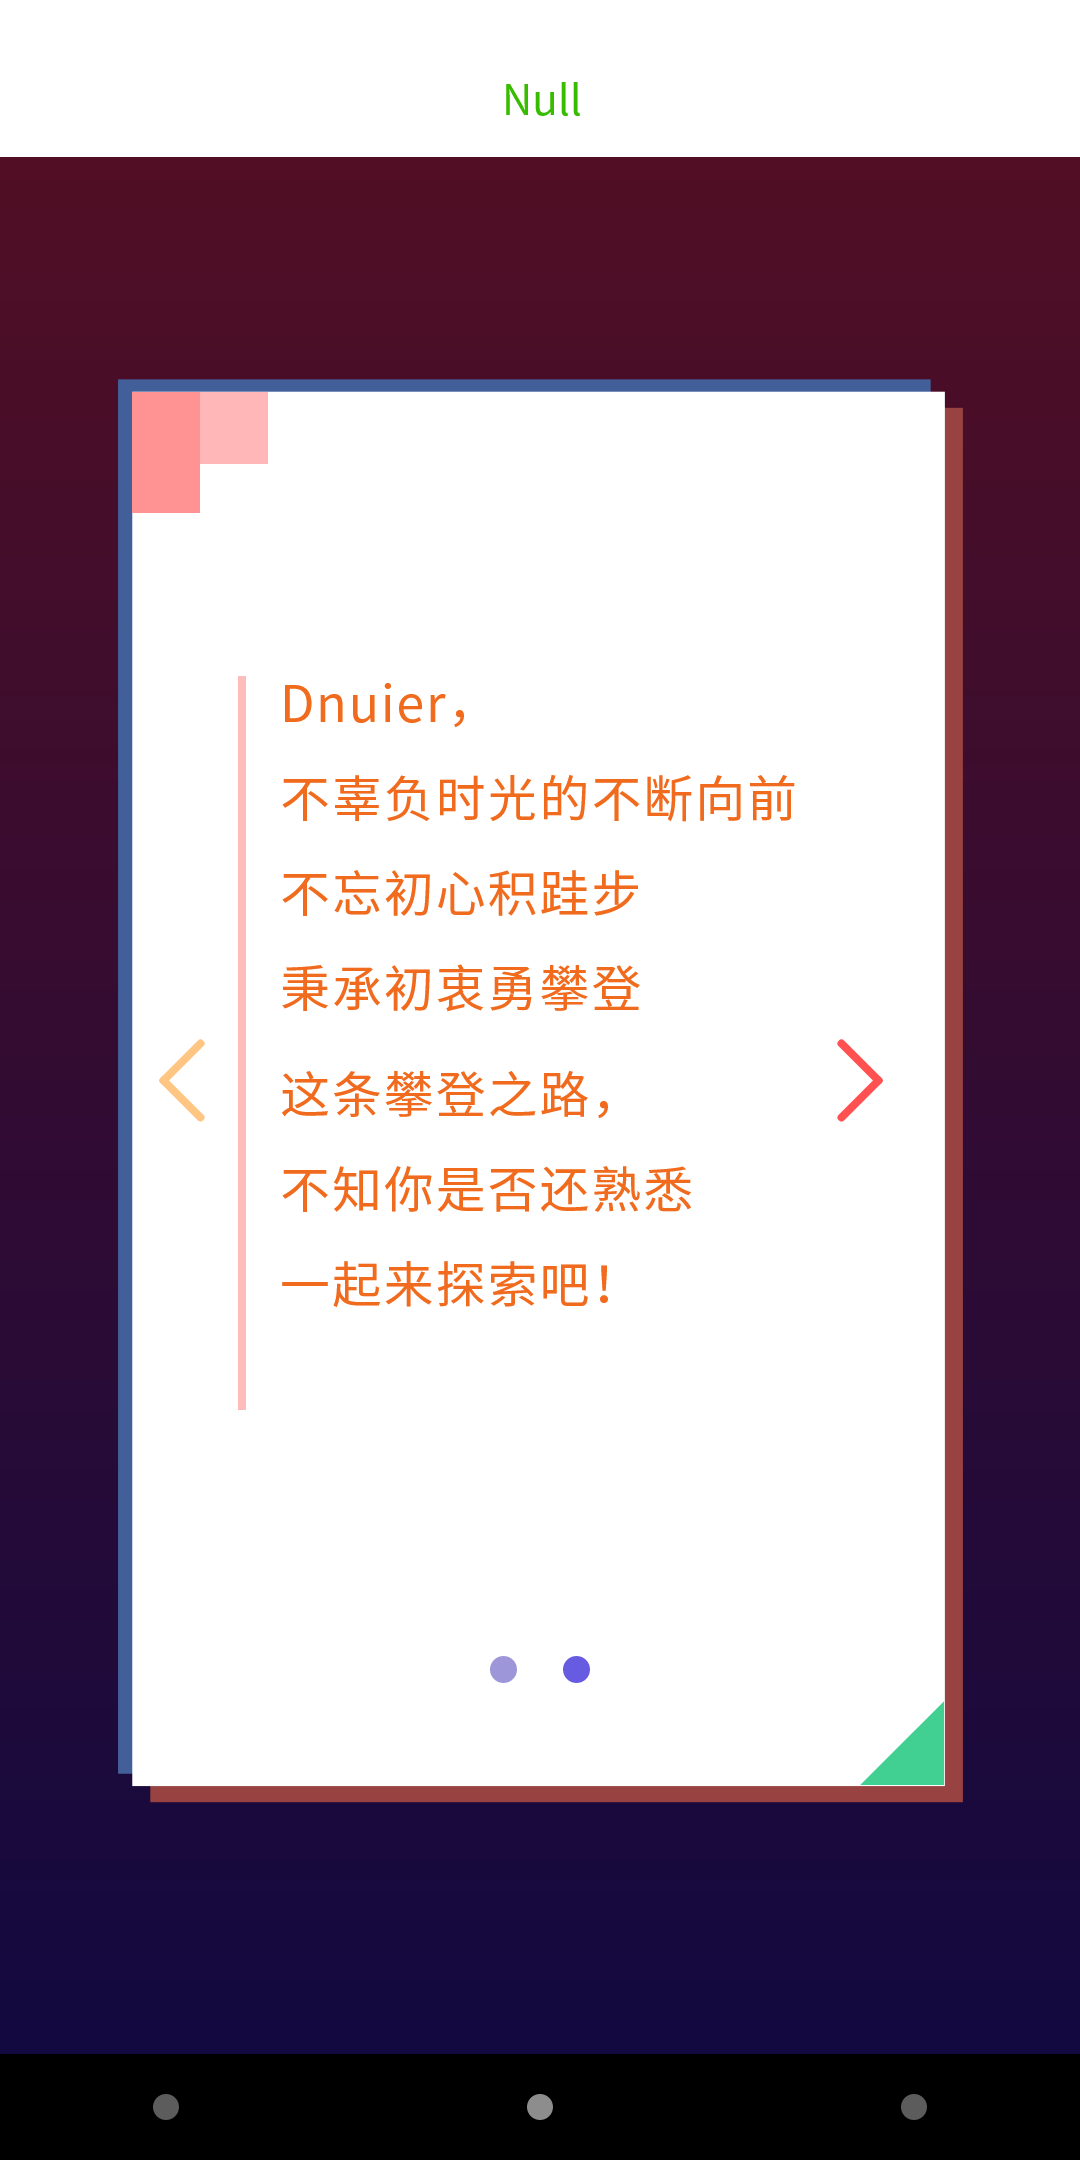 Null
Dnuier，
不辜负时光的不断向前
不忘初心积跬步
秉承初衷勇攀登
这条攀登之路，
不知你是否还熟悉
一起来探索吧！